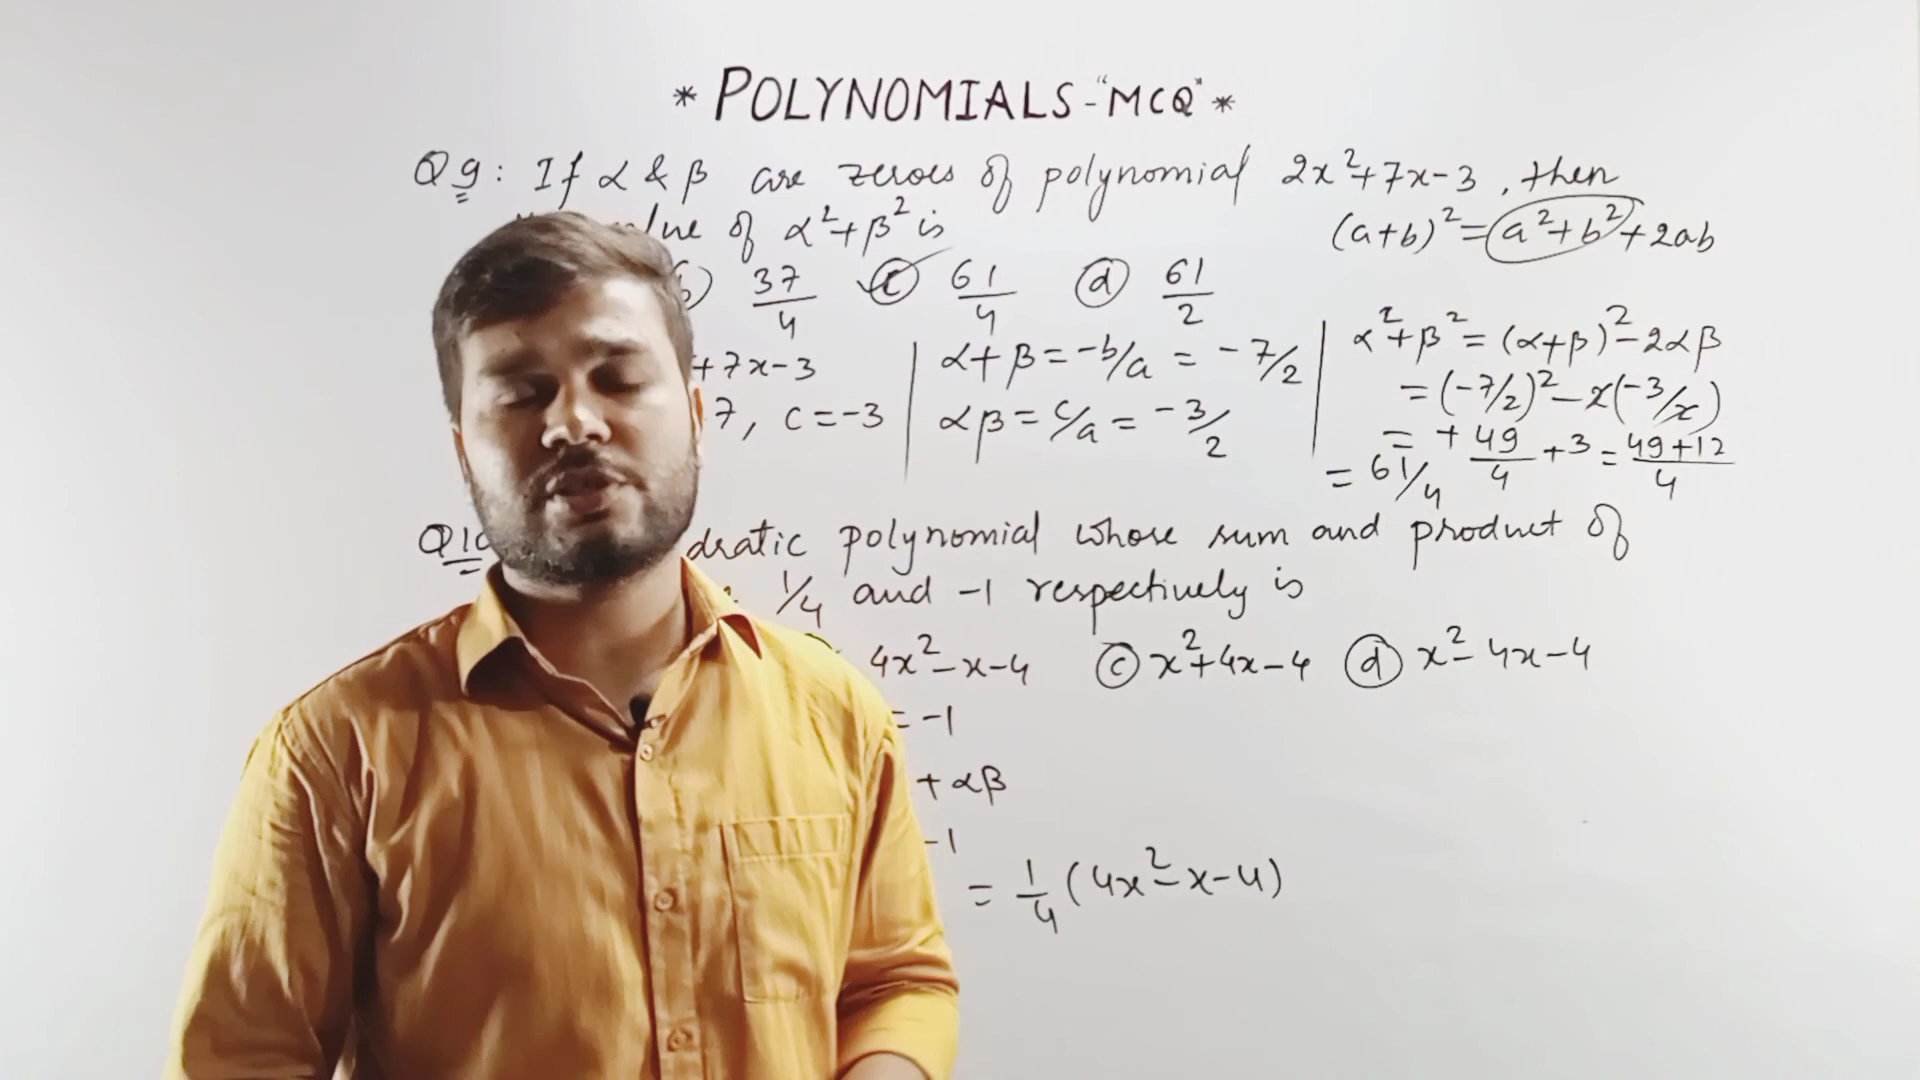 * POLYNOMIALS - "MCQ" *
Q9: If α & β are zeroes of polynomial 2x²+7x-3, then
of α²+β² is
(a+b)² = a²+b²+2ab
b) 37/4 (c) 61/4 (d) 61/2
+7x-3
7, c=-3
α+β = -b/a = -7/2
αβ = c/a = -3/2
α²+β² = (α+β)²-2αβ
= (-7/2)² - 2(-3/2)
= + 49/4 +3 = 49+12/4
= 61/4
Q10 dratic polynomial whose sum and product of
1/4 and -1 respectively is
4x²-x-4 (c) x²+4x-4 (d) x²-4x-4
= -1
+ αβ
-1
= 1/4 (4x²-x-4)